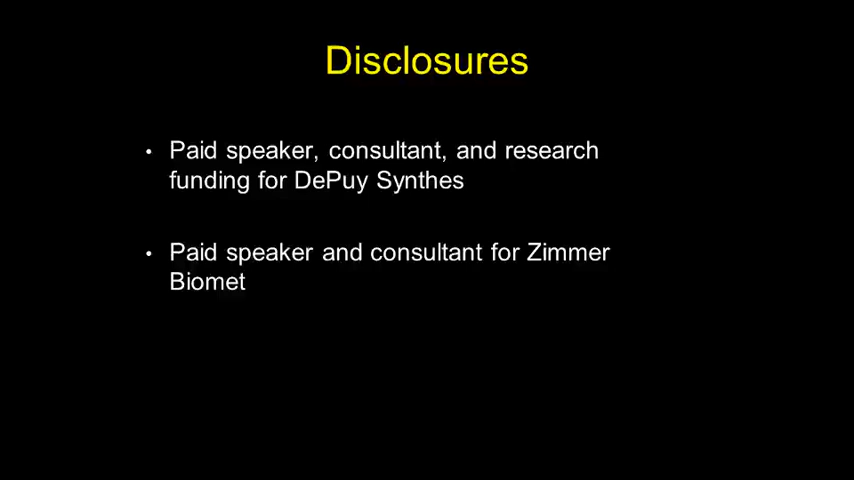 Disclosures
• Paid speaker, consultant, and research
funding for DePuy Synthes
• Paid speaker and consultant for Zimmer
Biomet